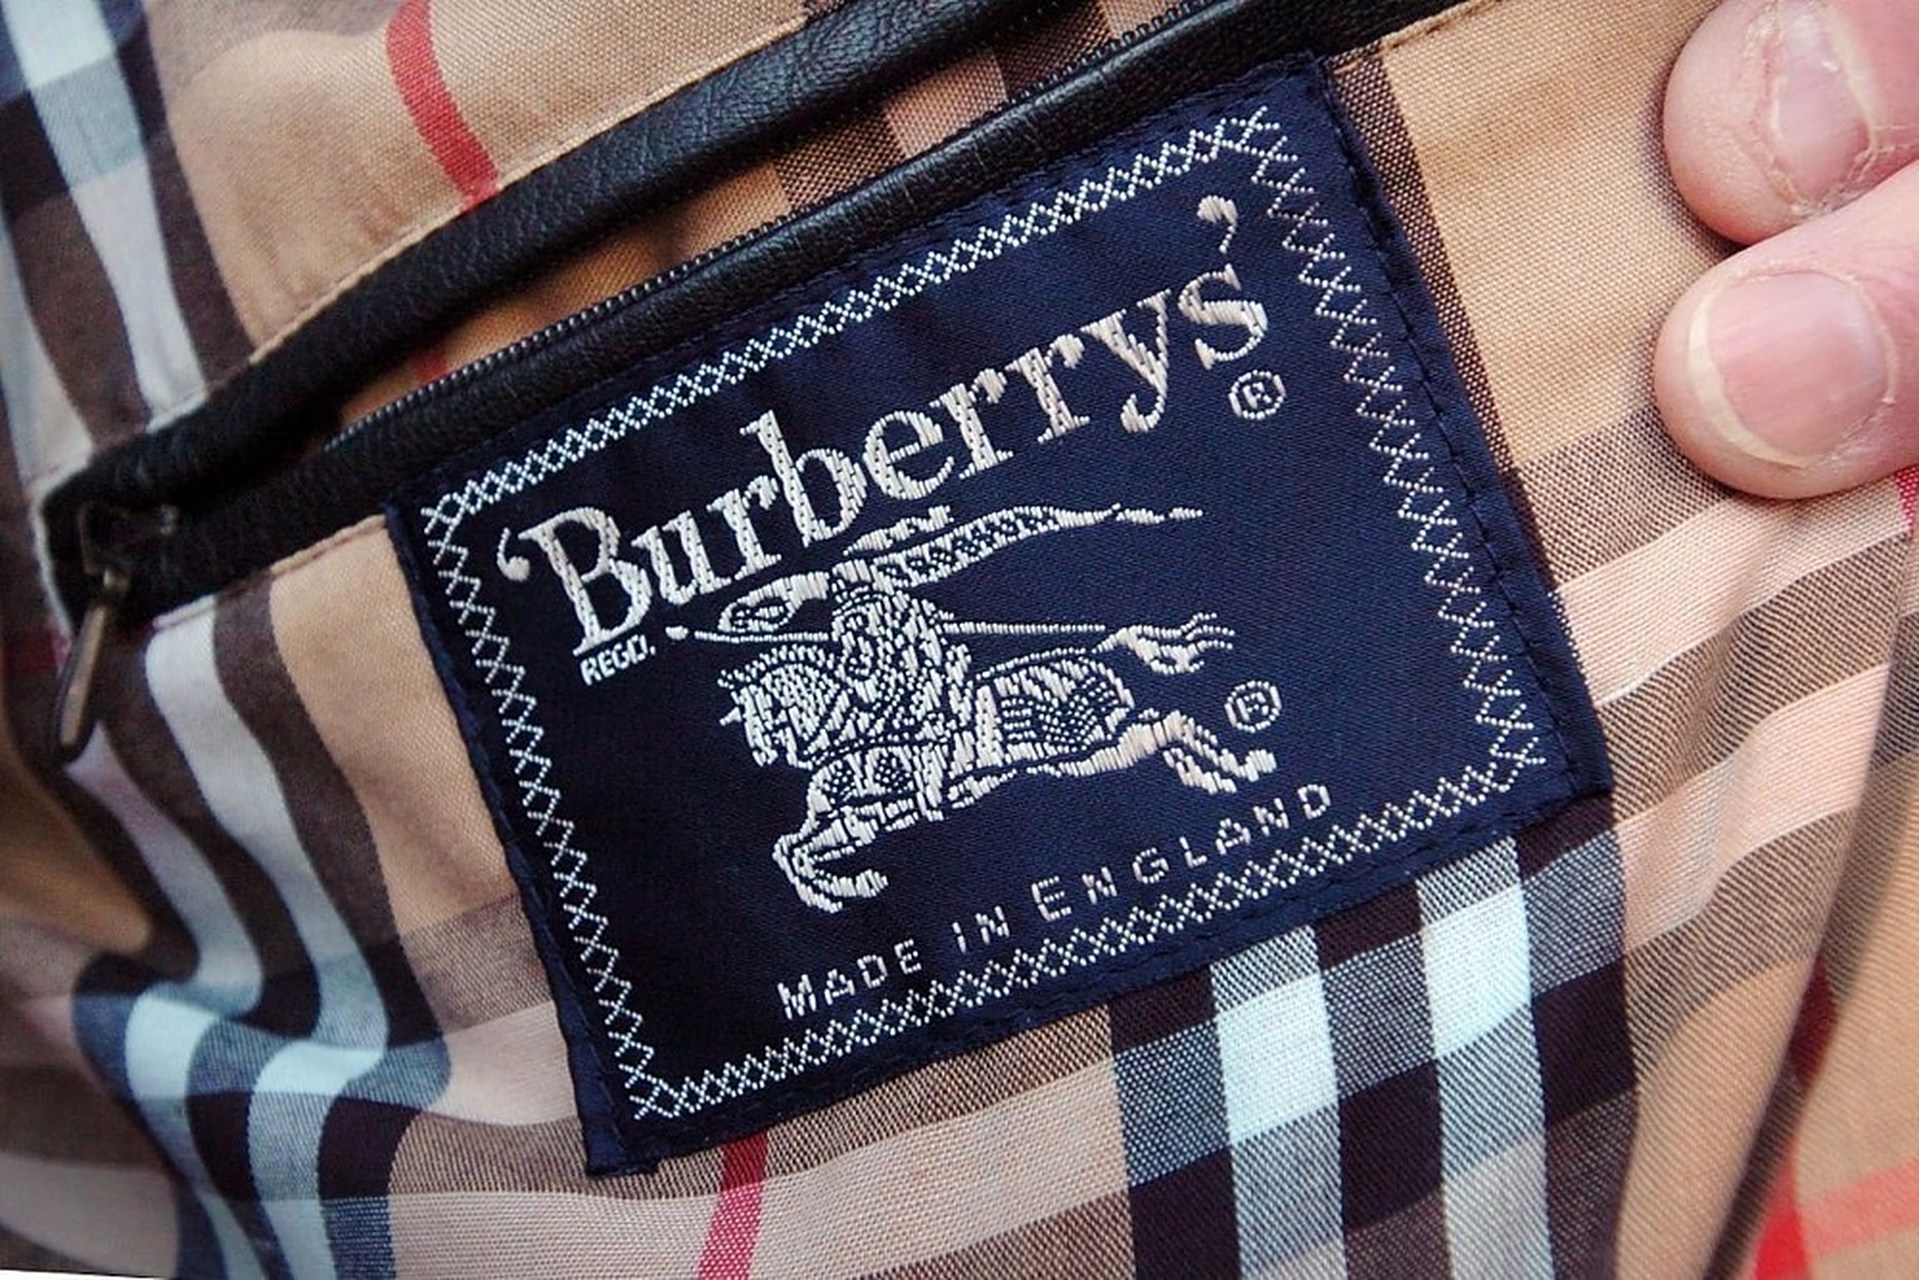 ‘Burberrys’
®
REGD.
®
MADE IN ENGLAND